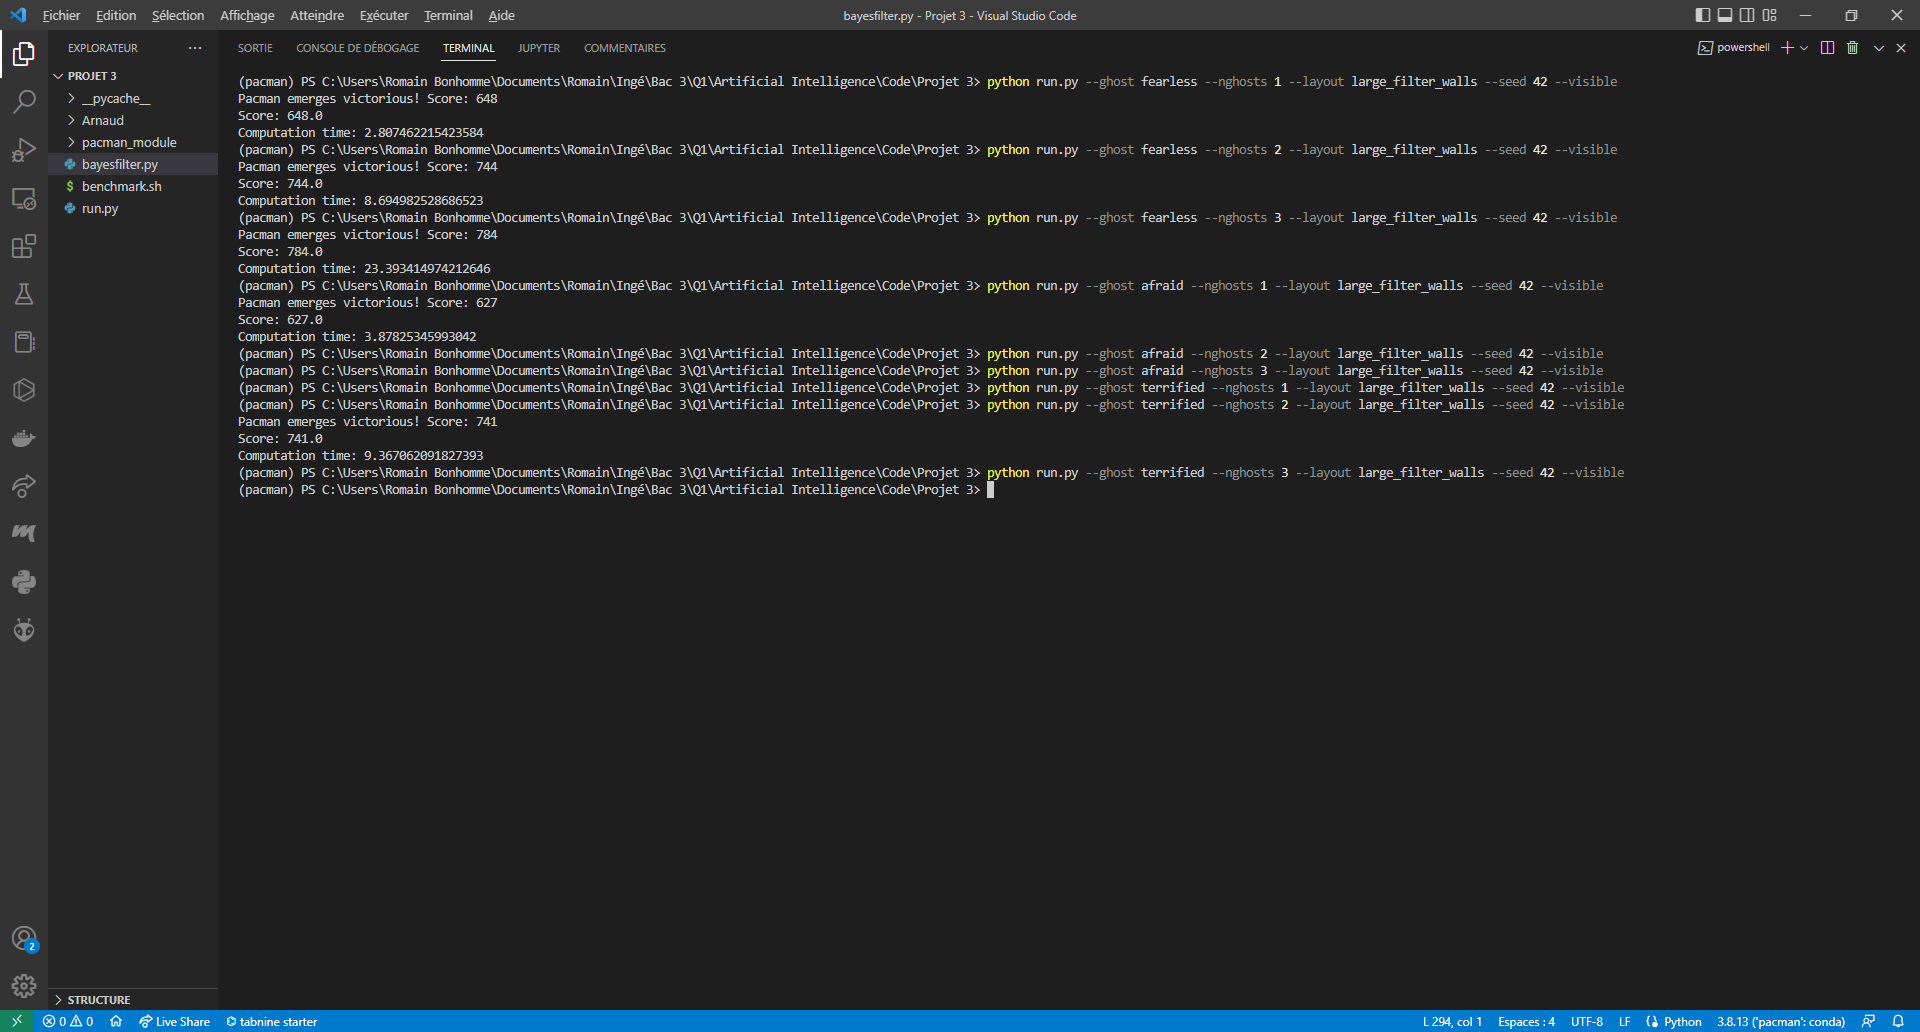 Fichier Edition Sélection Affichage Atteindre Exécuter Terminal Aide
bayesfilter.py - Projet 3 - Visual Studio Code
EXPLORATEUR
PROJET 3
__pycache__
Arnaud
pacman_module
bayesfilter.py
$ benchmark.sh
run.py
STRUCTURE
2
SORTIE CONSOLE DE DÉBOGAGE TERMINAL JUPYTER COMMENTAIRES
powershell
(pacman) PS C:\Users\Romain Bonhomme\Documents\Romain\Ingé\Bac 3\Q1\Artificial Intelligence\Code\Projet 3> python run.py --ghost fearless --nghosts 1 --layout large_filter_walls --seed 42 --visible
Pacman emerges victorious! Score: 648
Score: 648.0
Computation time: 2.807462215423584
(pacman) PS C:\Users\Romain Bonhomme\Documents\Romain\Ingé\Bac 3\Q1\Artificial Intelligence\Code\Projet 3> python run.py --ghost fearless --nghosts 2 --layout large_filter_walls --seed 42 --visible
Pacman emerges victorious! Score: 744
Score: 744.0
Computation time: 8.694982528686523
(pacman) PS C:\Users\Romain Bonhomme\Documents\Romain\Ingé\Bac 3\Q1\Artificial Intelligence\Code\Projet 3> python run.py --ghost fearless --nghosts 3 --layout large_filter_walls --seed 42 --visible
Pacman emerges victorious! Score: 784
Score: 784.0
Computation time: 23.393414974212646
(pacman) PS C:\Users\Romain Bonhomme\Documents\Romain\Ingé\Bac 3\Q1\Artificial Intelligence\Code\Projet 3> python run.py --ghost afraid --nghosts 1 --layout large_filter_walls --seed 42 --visible
Pacman emerges victorious! Score: 627
Score: 627.0
Computation time: 3.87825345993042
(pacman) PS C:\Users\Romain Bonhomme\Documents\Romain\Ingé\Bac 3\Q1\Artificial Intelligence\Code\Projet 3> python run.py --ghost afraid --nghosts 2 --layout large_filter_walls --seed 42 --visible
(pacman) PS C:\Users\Romain Bonhomme\Documents\Romain\Ingé\Bac 3\Q1\Artificial Intelligence\Code\Projet 3> python run.py --ghost afraid --nghosts 3 --layout large_filter_walls --seed 42 --visible
(pacman) PS C:\Users\Romain Bonhomme\Documents\Romain\Ingé\Bac 3\Q1\Artificial Intelligence\Code\Projet 3> python run.py --ghost terrified --nghosts 1 --layout large_filter_walls --seed 42 --visible
(pacman) PS C:\Users\Romain Bonhomme\Documents\Romain\Ingé\Bac 3\Q1\Artificial Intelligence\Code\Projet 3> python run.py --ghost terrified --nghosts 2 --layout large_filter_walls --seed 42 --visible
Pacman emerges victorious! Score: 741
Score: 741.0
Computation time: 9.367062091827393
(pacman) PS C:\Users\Romain Bonhomme\Documents\Romain\Ingé\Bac 3\Q1\Artificial Intelligence\Code\Projet 3> python run.py --ghost terrified --nghosts 3 --layout large_filter_walls --seed 42 --visible
(pacman) PS C:\Users\Romain Bonhomme\Documents\Romain\Ingé\Bac 3\Q1\Artificial Intelligence\Code\Projet 3>
0 0 Live Share tabnine starter
L 294, col 1 Espaces : 4 UTF-8 LF Python 3.8.13 ('pacman': conda)